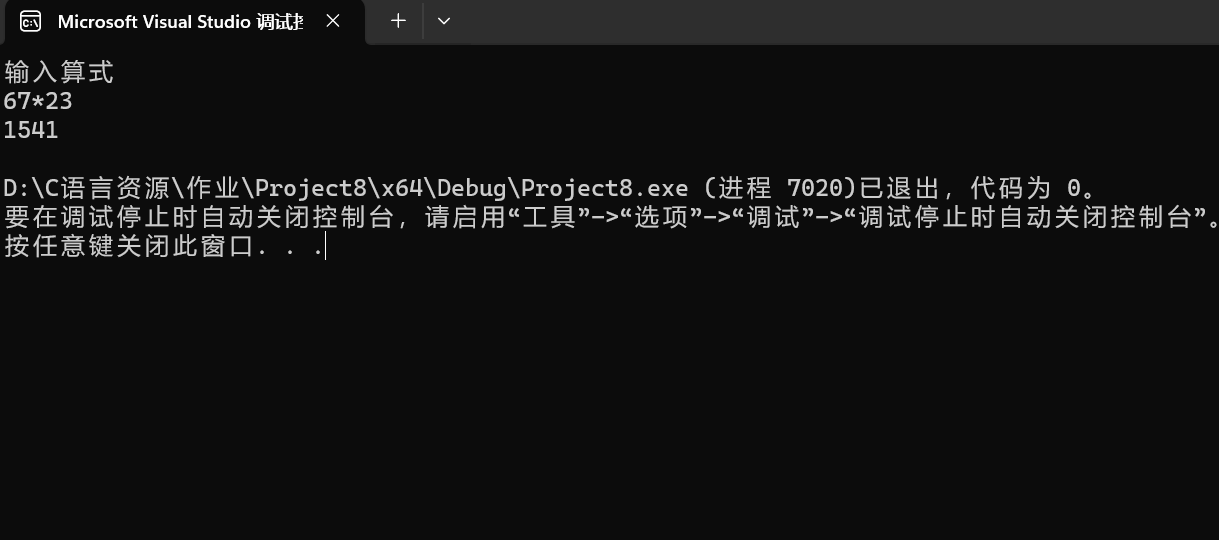 Microsoft Visual Studio 调试
输入算式
67*23
1541
D:\C语言资源\作业\Project8\x64\Debug\Project8.exe (进程 7020)已退出，代码为 0。
要在调试停止时自动关闭控制台，请启用“工具”->“选项”->“调试”->“调试停止时自动关闭控制台”。
按任意键关闭此窗口. . .